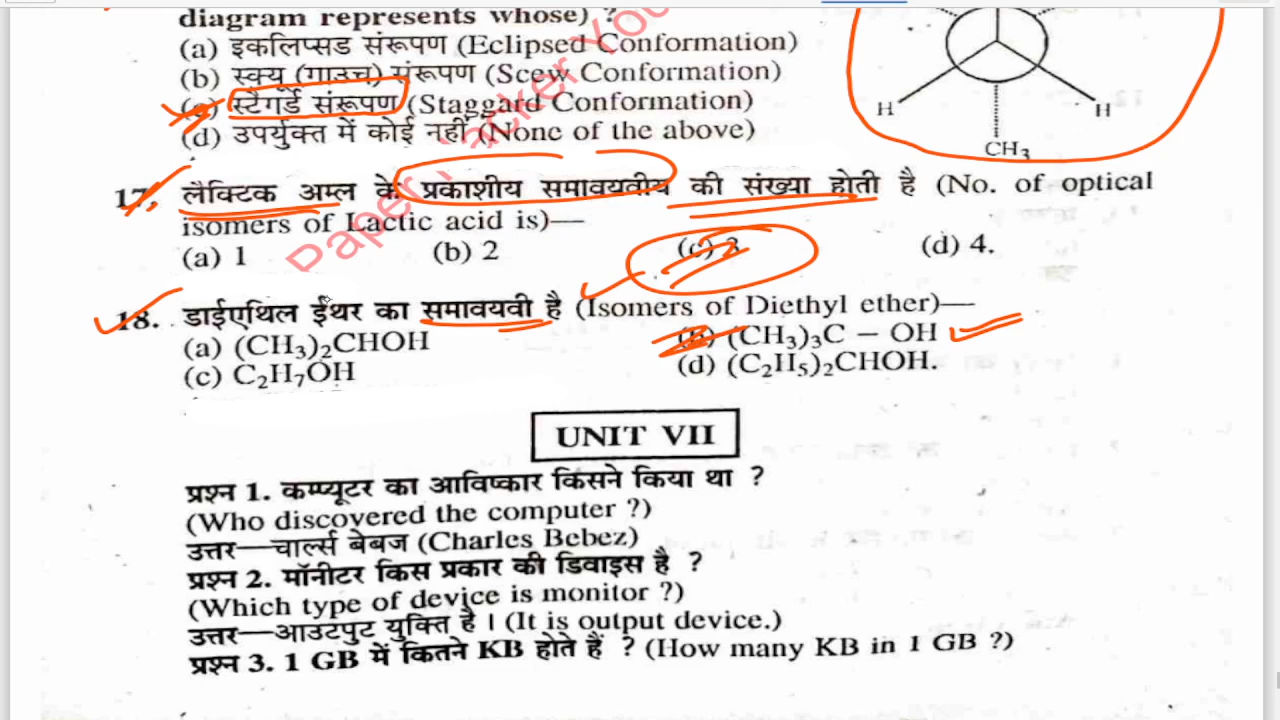 diagram represents whose) ?
(a) इकलिप्सड संरूपण (Eclipsed Conformation)
(b) स्क्यू (गाउच) संरूपण (Scew Conformation)
(c) स्टैगर्ड संरूपण (Staggard Conformation)
(d) उपर्युक्त में कोई नहीं (None of the above)
H
H
CH3
17. लैक्टिक अम्ल के प्रकाशीय समावयवीय की संख्या होती है (No. of optical
isomers of Lactic acid is)—
(a) 1 (b) 2 (c) 3 (d) 4.
18. डाईएथिल ईथर का समावयवी है (Isomers of Diethyl ether)—
(a) (CH3)2CHOH (b) (CH3)3C – OH
(c) C2H7OH (d) (C2H5)2CHOH.
UNIT VII
प्रश्न 1. कम्प्यूटर का आविष्कार किसने किया था ?
(Who discovered the computer ?)
उत्तर—चार्ल्स बेबज (Charles Bebez)
प्रश्न 2. मॉनीटर किस प्रकार की डिवाइस है ?
(Which type of device is monitor ?)
उत्तर—आउटपुट युक्ति है। (It is output device.)
प्रश्न 3. 1 GB में कितने KB होते हैं ? (How many KB in 1 GB ?)